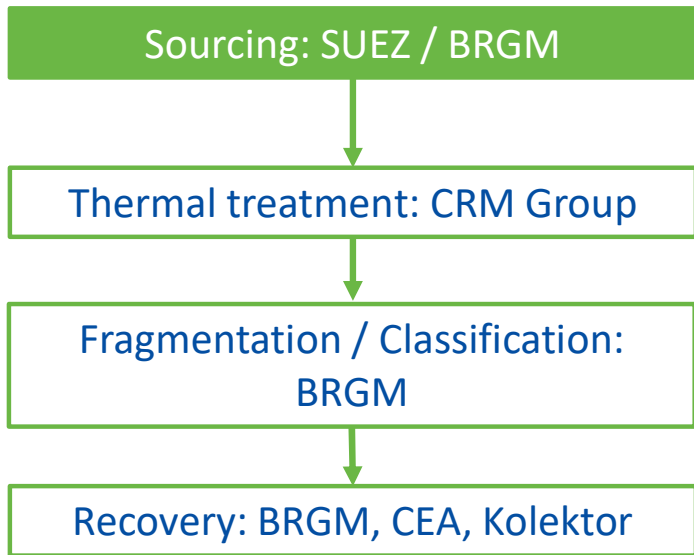 Sourcing: SUEZ / BRGM
Thermal treatment: CRM Group
Fragmentation / Classification:
BRGM
Recovery: BRGM, CEA, Kolektor